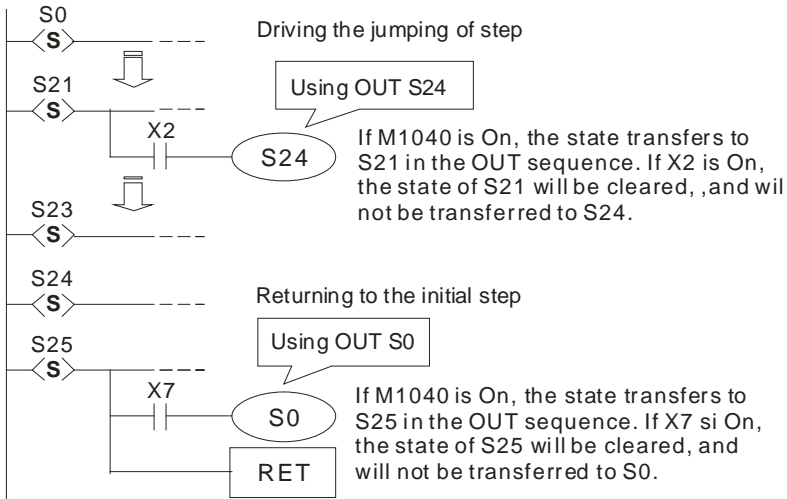 S0
S
Driving the jumping of step
S21
S
Using OUT S24
X2
S24
If M1040 is On, the state transfers to
S21 in the OUT sequence. If X2 is On,
the state of S21 will be cleared, ,and wil
not be transferred to S24.
S23
S
S24
S
Returning to the initial step
S25
S
Using OUT S0
X7
S0
If M1040 is On, the state transfers to
S25 in the OUT sequence. If X7 si On,
the state of S25 will be cleared, and
will not be transferred to S0.
RET